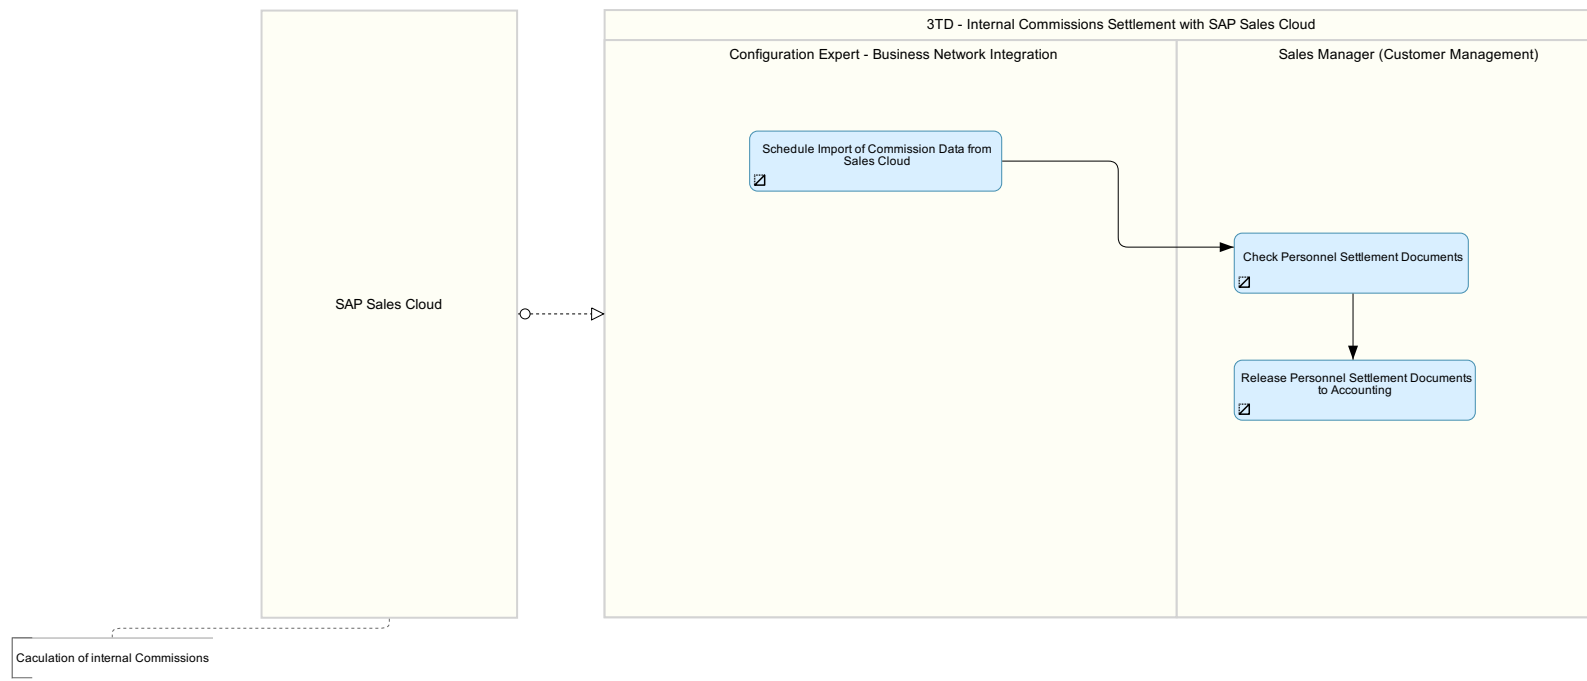 3TD - Internal Commissions Settlement with SAP Sales Cloud
Configuration Expert - Business Network Integration
Sales Manager (Customer Management)
Schedule Import of Commission Data from
Sales Cloud
Check Personnel Settlement Documents
SAP Sales Cloud
Release Personnel Settlement Documents
to Accounting
Caculation of internal Commissions